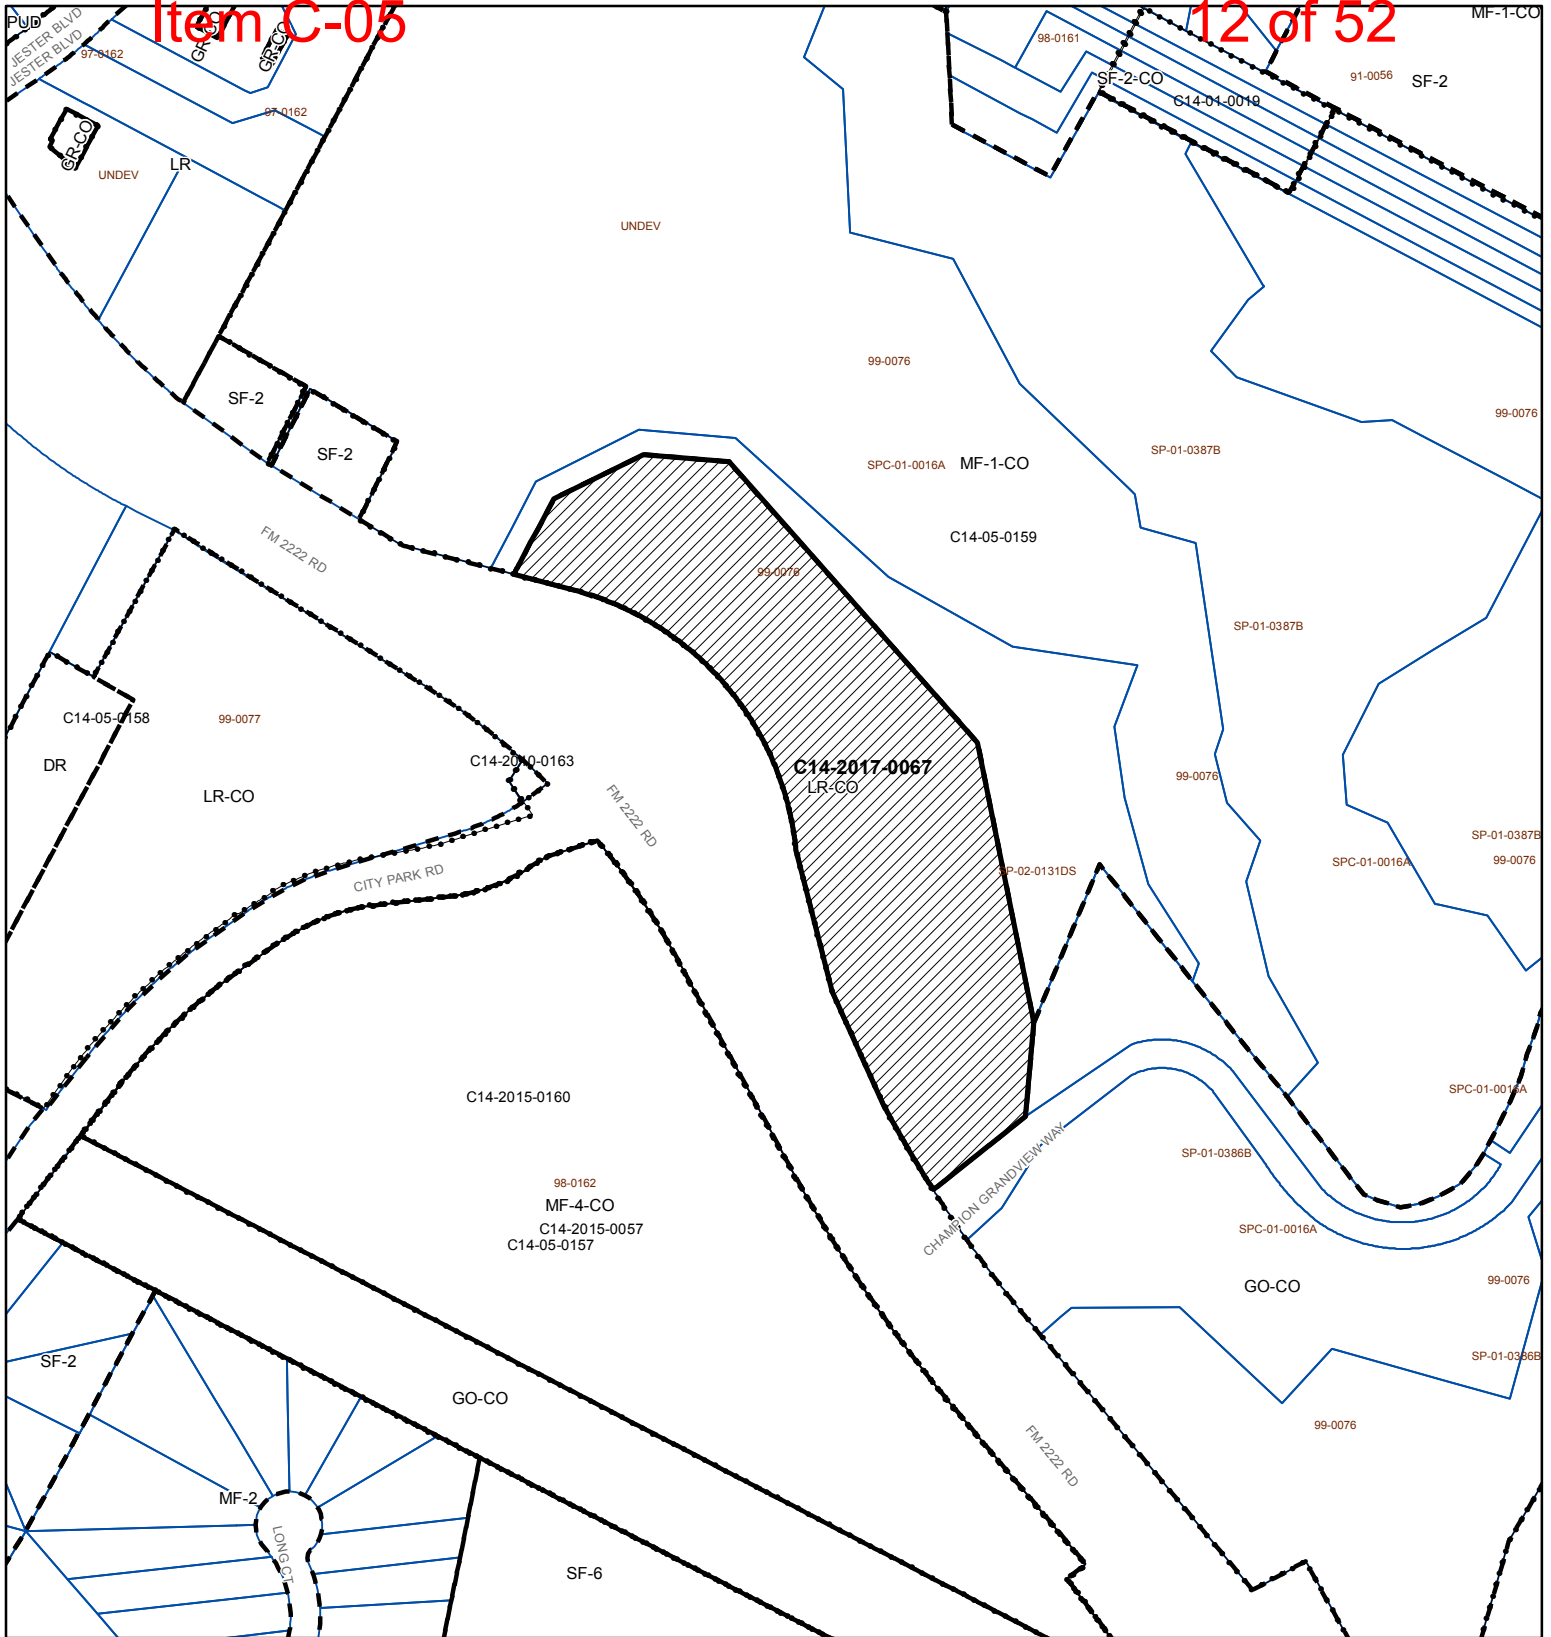 Item C-05
12 of 52
PUD
JESTER BLVD
JESTER BLVD
97-0162
GR-CO
GR-CO
97-0162
GR-CO
UNDEV
LR
98-0161
SF-2-CO
C14-01-0019
91-0056
SF-2
MF-1-CO
UNDEV
99-0076
99-0076
SF-2
SF-2
SPC-01-0016A
MF-1-CO
SP-01-0387B
C14-05-0159
FM 2222 RD
99-0076
SP-01-0387B
C14-05-0158
99-0077
DR
LR-CO
C14-2010-0163
C14-2017-0067
LR-CO
99-0076
FM 2222 RD
SP-01-0387B
99-0076
SPC-01-0016A
CITY PARK RD
SP-02-0131DS
C14-2015-0160
SPC-01-0016A
CHAMPION GRANDVIEW WAY
SP-01-0386B
98-0162
MF-4-CO
C14-2015-0057
C14-05-0157
SPC-01-0016A
GO-CO
99-0076
SP-01-0386B
SF-2
GO-CO
99-0076
FM 2222 RD
MF-2
LONG CT
SF-6